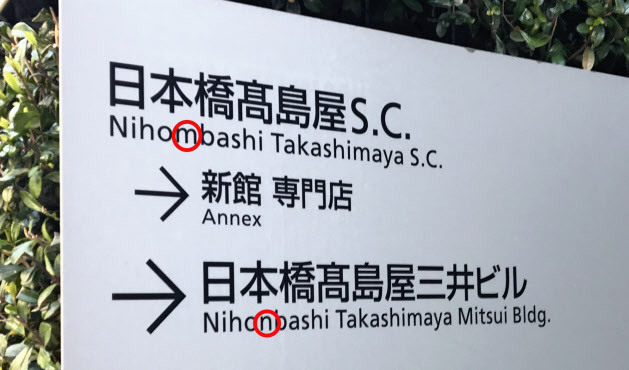 日本橋髙島屋S.C.
Nihombashi Takashimaya S.C.
→ 新館 専門店
Annex
→ 日本橋髙島屋三井ビル
Nihonbashi Takashimaya Mitsui Bldg.